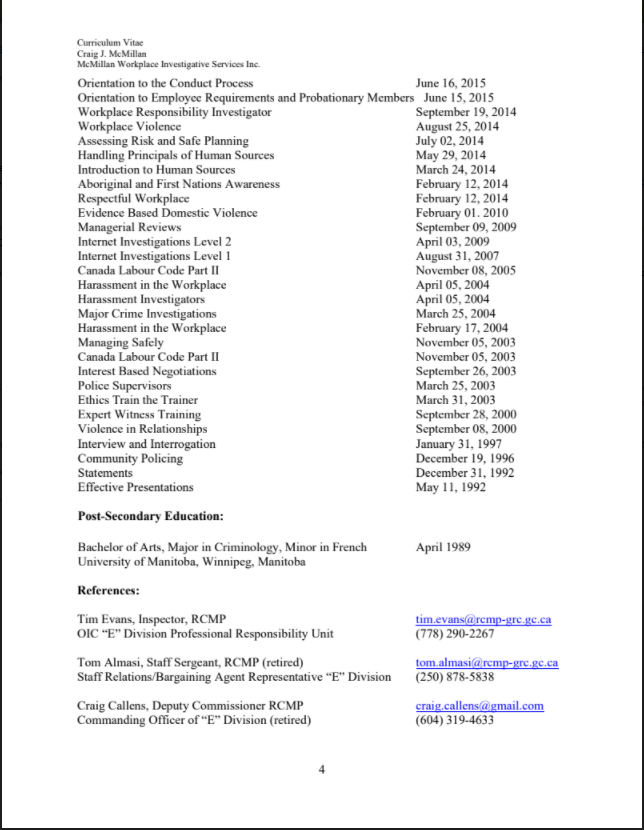 Curriculum Vitae
Craig J. McMillan
McMillan Workplace Investigative Services Inc.
Orientation to the Conduct Process June 16, 2015
Orientation to Employee Requirements and Probationary Members June 15, 2015
Workplace Responsibility Investigator September 19, 2014
Workplace Violence August 25, 2014
Assessing Risk and Safe Planning July 02, 2014
Handling Principals of Human Sources May 29, 2014
Introduction to Human Sources March 24, 2014
Aboriginal and First Nations Awareness February 12, 2014
Respectful Workplace February 12, 2014
Evidence Based Domestic Violence February 01. 2010
Managerial Reviews September 09, 2009
Internet Investigations Level 2 April 03, 2009
Internet Investigations Level 1 August 31, 2007
Canada Labour Code Part II November 08, 2005
Harassment in the Workplace April 05, 2004
Harassment Investigators April 05, 2004
Major Crime Investigations March 25, 2004
Harassment in the Workplace February 17, 2004
Managing Safely November 05, 2003
Canada Labour Code Part II November 05, 2003
Interest Based Negotiations September 26, 2003
Police Supervisors March 25, 2003
Ethics Train the Trainer March 31, 2003
Expert Witness Training September 28, 2000
Violence in Relationships September 08, 2000
Interview and Interrogation January 31, 1997
Community Policing December 19, 1996
Statements December 31, 1992
Effective Presentations May 11, 1992
Post-Secondary Education:
Bachelor of Arts, Major in Criminology, Minor in French April 1989
University of Manitoba, Winnipeg, Manitoba
References:
Tim Evans, Inspector, RCMP tim.evans@rcmp-grc.gc.ca
OIC “E” Division Professional Responsibility Unit (778) 290-2267
Tom Almasi, Staff Sergeant, RCMP (retired) tom.almasi@rcmp-grc.gc.ca
Staff Relations/Bargaining Agent Representative “E” Division (250) 878-5838
Craig Callens, Deputy Commissioner RCMP craig.callens@gmail.com
Commanding Officer of “E” Division (retired) (604) 319-4633
4